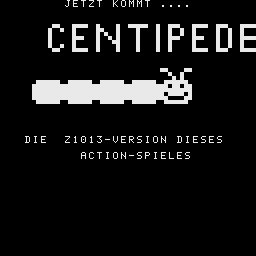 JETZT KOMMT ....
CENTIPEDE
DIE  Z1013-VERSION DIESES
ACTION-SPIELES